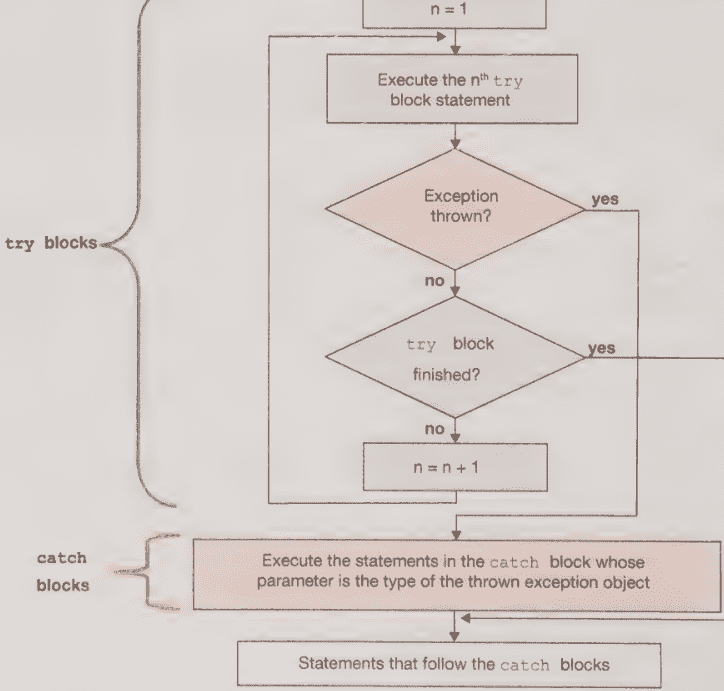 n = 1
Execute the nth try
block statement
Exception
thrown?
yes
try blocks
no
try block
finished?
yes
no
n = n + 1
catch
blocks
Execute the statements in the catch block whose
parameter is the type of the thrown exception object
Statements that follow the catch blocks